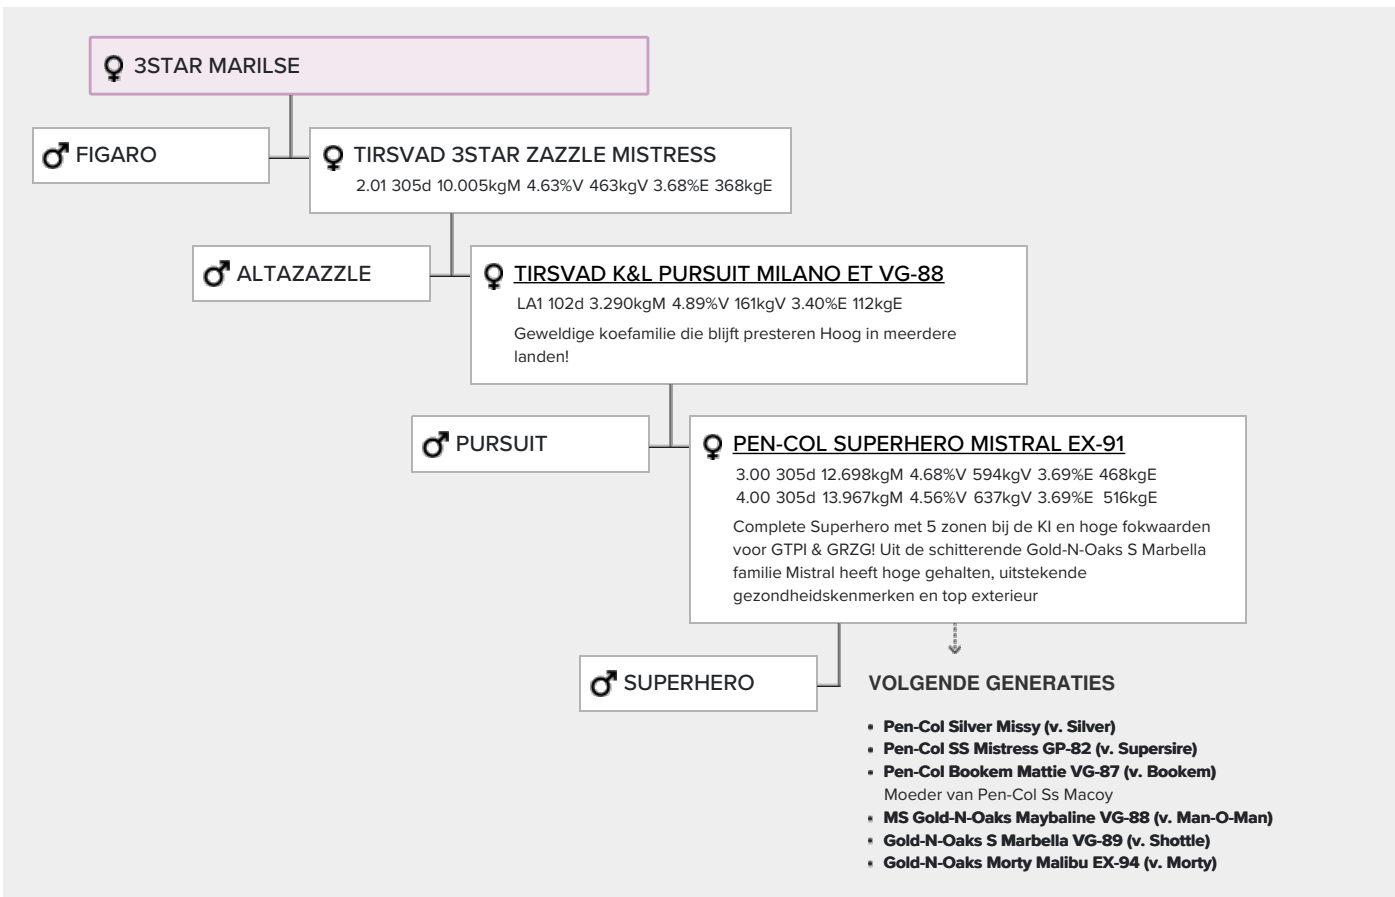 3STAR MARILSE
FIGARO
TIRSVAD 3STAR ZAZZLE MISTRESS
2.01 305d 10.005kgM 4.63%V 463kgV 3.68%E 368kgE
ALTAZAZZLE
TIRSVAD K&L PURSUIT MILANO ET VG-88
LA1 102d 3.290kgM 4.89%V 161kgV 3.40%E 112kgE
Geweldige koefamilie die blijft presteren Hoog in meerdere
landen!
PURSUIT
PEN-COL SUPERHERO MISTRAL EX-91
3.00 305d 12.698kgM 4.68%V 594kgV 3.69%E 468kgE
4.00 305d 13.967kgM 4.56%V 637kgV 3.69%E 516kgE
Complete Superhero met 5 zonen bij de KI en hoge fokwaarden
voor GTPI & GRZG! Uit de schitterende Gold-N-Oaks S Marbella
familie Mistral heeft hoge gehalten, uitstekende
gezondheidskenmerken en top exterieur
SUPERHERO
VOLGENDE GENERATIES
Pen-Col Silver Missy (v. Silver)
Pen-Col SS Mistress GP-82 (v. Supersire)
Pen-Col Bookem Mattie VG-87 (v. Bookem)
Moeder van Pen-Col Ss Macoy
MS Gold-N-Oaks Maybaline VG-88 (v. Man-O-Man)
Gold-N-Oaks S Marbella VG-89 (v. Shottle)
Gold-N-Oaks Morty Malibu EX-94 (v. Morty)